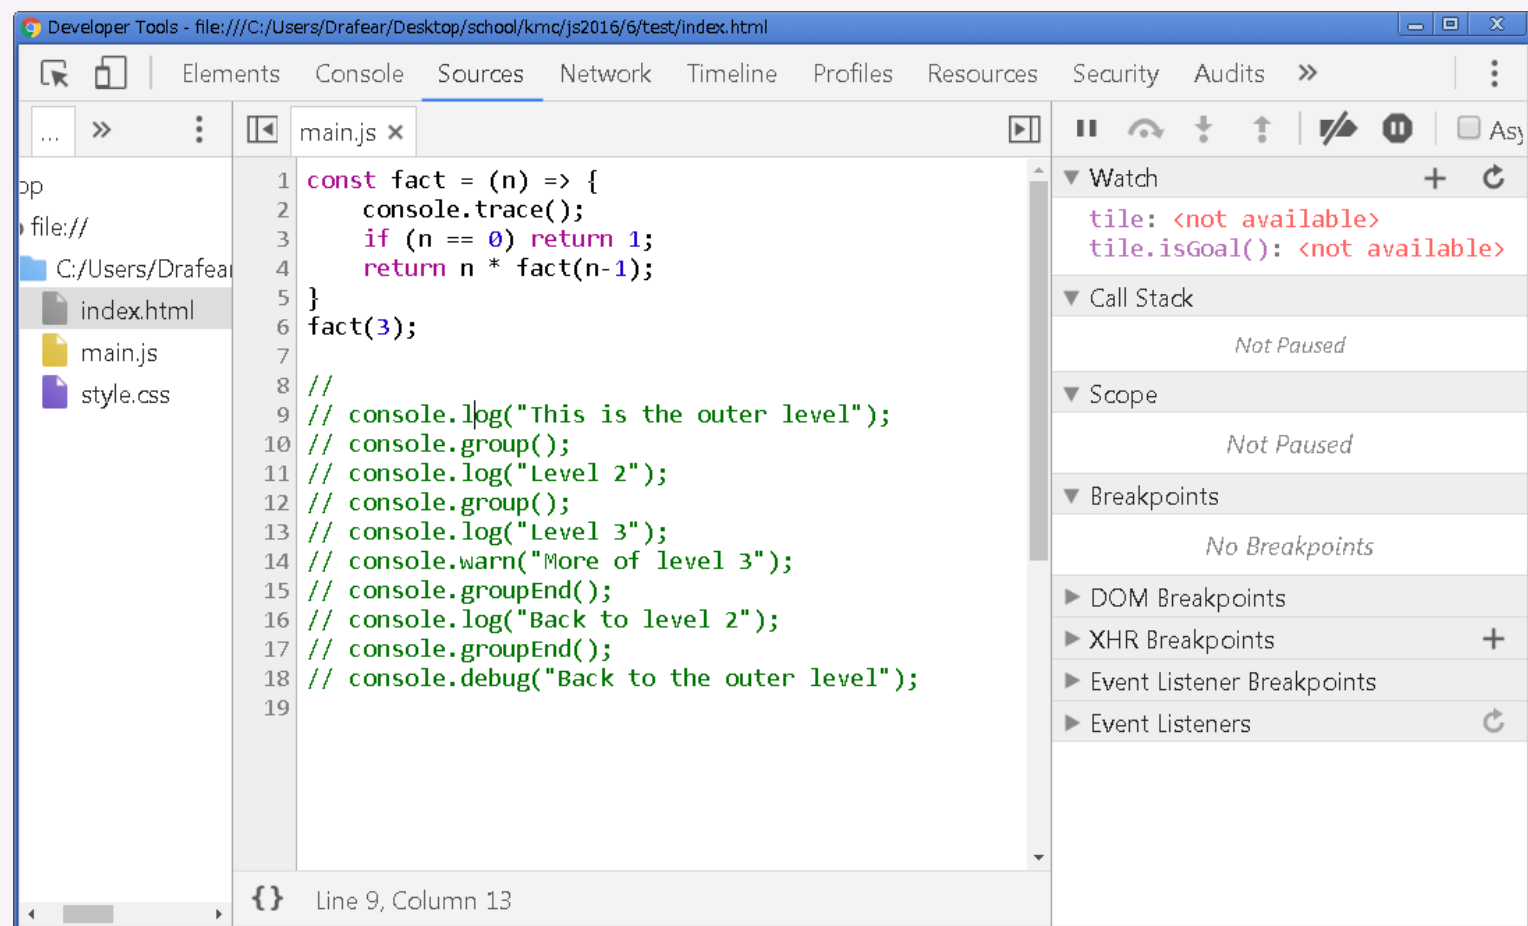 Developer Tools - file:///C:/Users/Drafear/Desktop/school/kmc/js2016/6/test/index.html
Elements Console Sources Network Timeline Profiles Resources Security Audits »
... »
main.js ×
Asy
op
file://
C:/Users/Drafear
index.html
main.js
style.css
1 const fact = (n) => {
2     console.trace();
3     if (n == 0) return 1;
4     return n * fact(n-1);
5 }
6 fact(3);
7
8 //
9 // console.log("This is the outer level");
10 // console.group();
11 // console.log("Level 2");
12 // console.group();
13 // console.log("Level 3");
14 // console.warn("More of level 3");
15 // console.groupEnd();
16 // console.log("Back to level 2");
17 // console.groupEnd();
18 // console.debug("Back to the outer level");
19
{} Line 9, Column 13
Watch
tile: <not available>
tile.isGoal(): <not available>
Call Stack
Not Paused
Scope
Not Paused
Breakpoints
No Breakpoints
DOM Breakpoints
XHR Breakpoints
Event Listener Breakpoints
Event Listeners